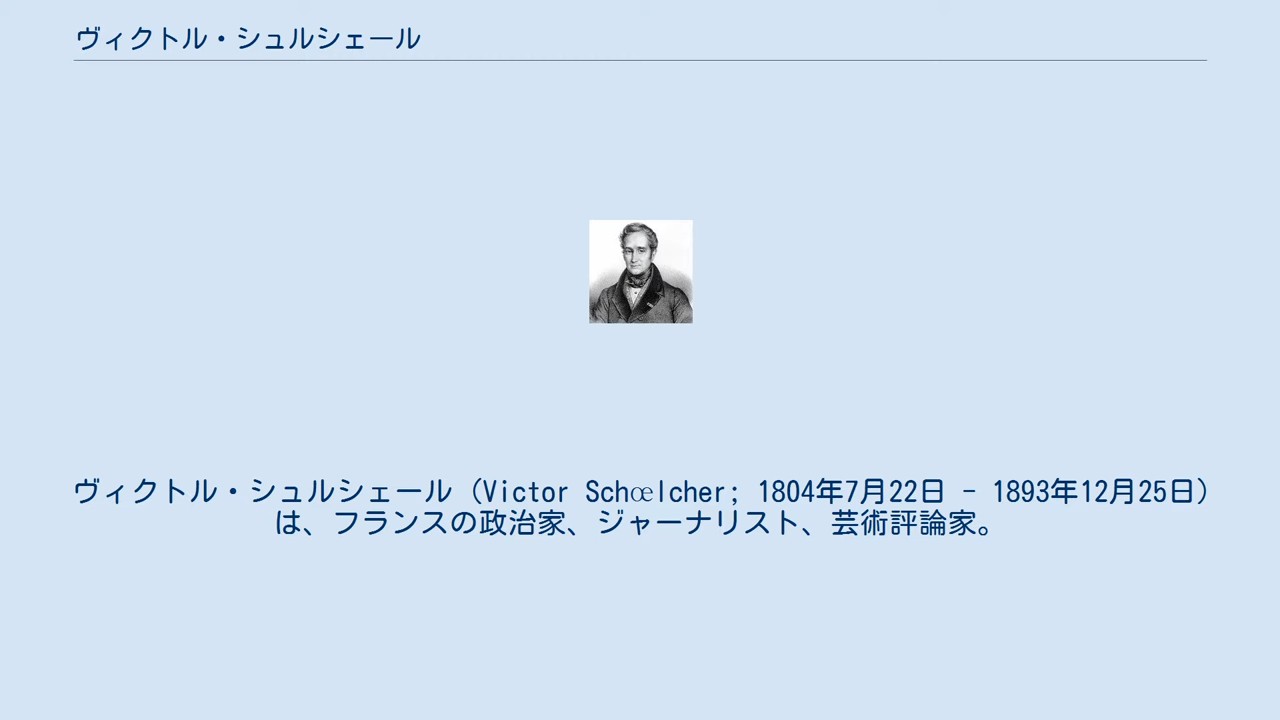 ヴィクトル・シュルシェール
ヴィクトル・シュルシェール（Victor Schœlcher; 1804年7月22日 - 1893年12月25日）
は、フランスの政治家、ジャーナリスト、芸術評論家。